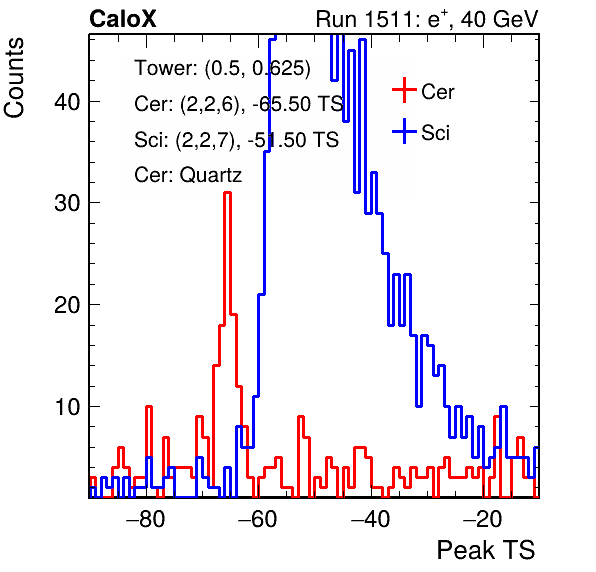 CaloX Run 1511: e⁺, 40 GeV
Counts
Tower: (0.5, 0.625)
Cer: (2,2,6), -65.50 TS
Sci: (2,2,7), -51.50 TS
Cer: Quartz
Cer
Sci
40
30
20
10
−80 −60 −40 −20
Peak TS